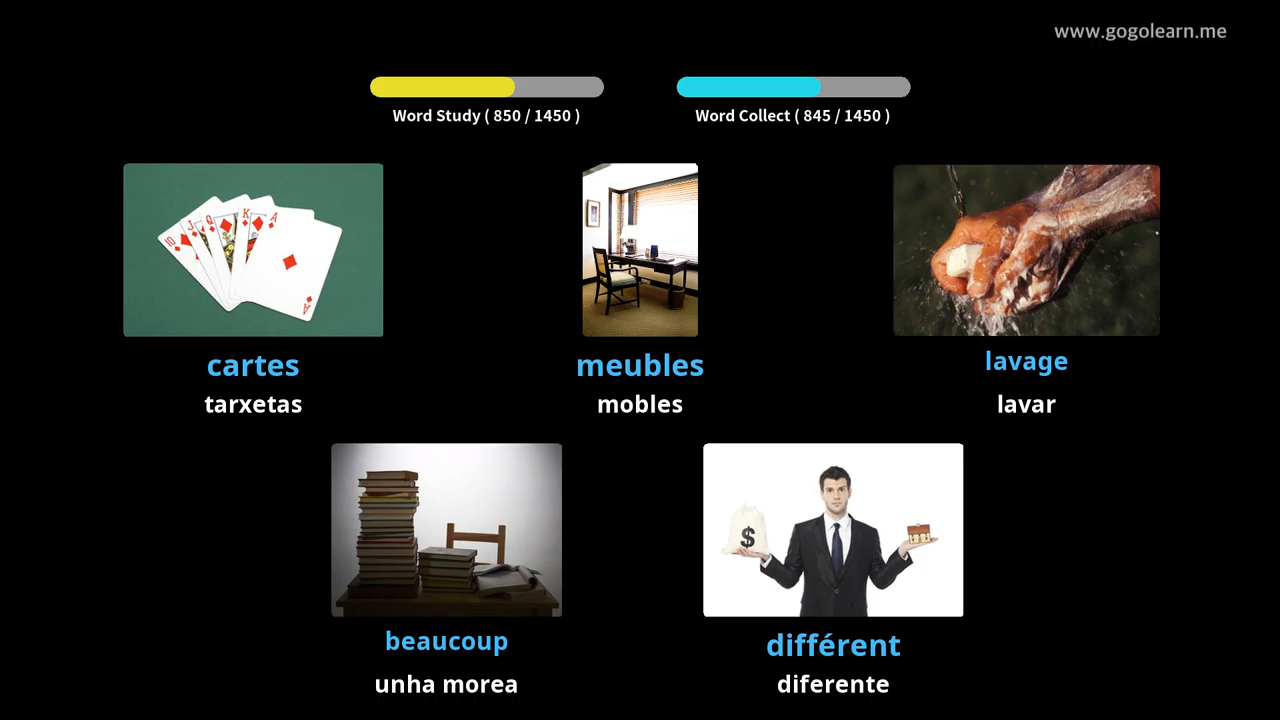 www.gogolearn.me
Word Study ( 850 / 1450 )
Word Collect ( 845 / 1450 )
10 J Q K A
A
$
cartes
tarxetas
meubles
mobles
lavage
lavar
beaucoup
unha morea
différent
diferente